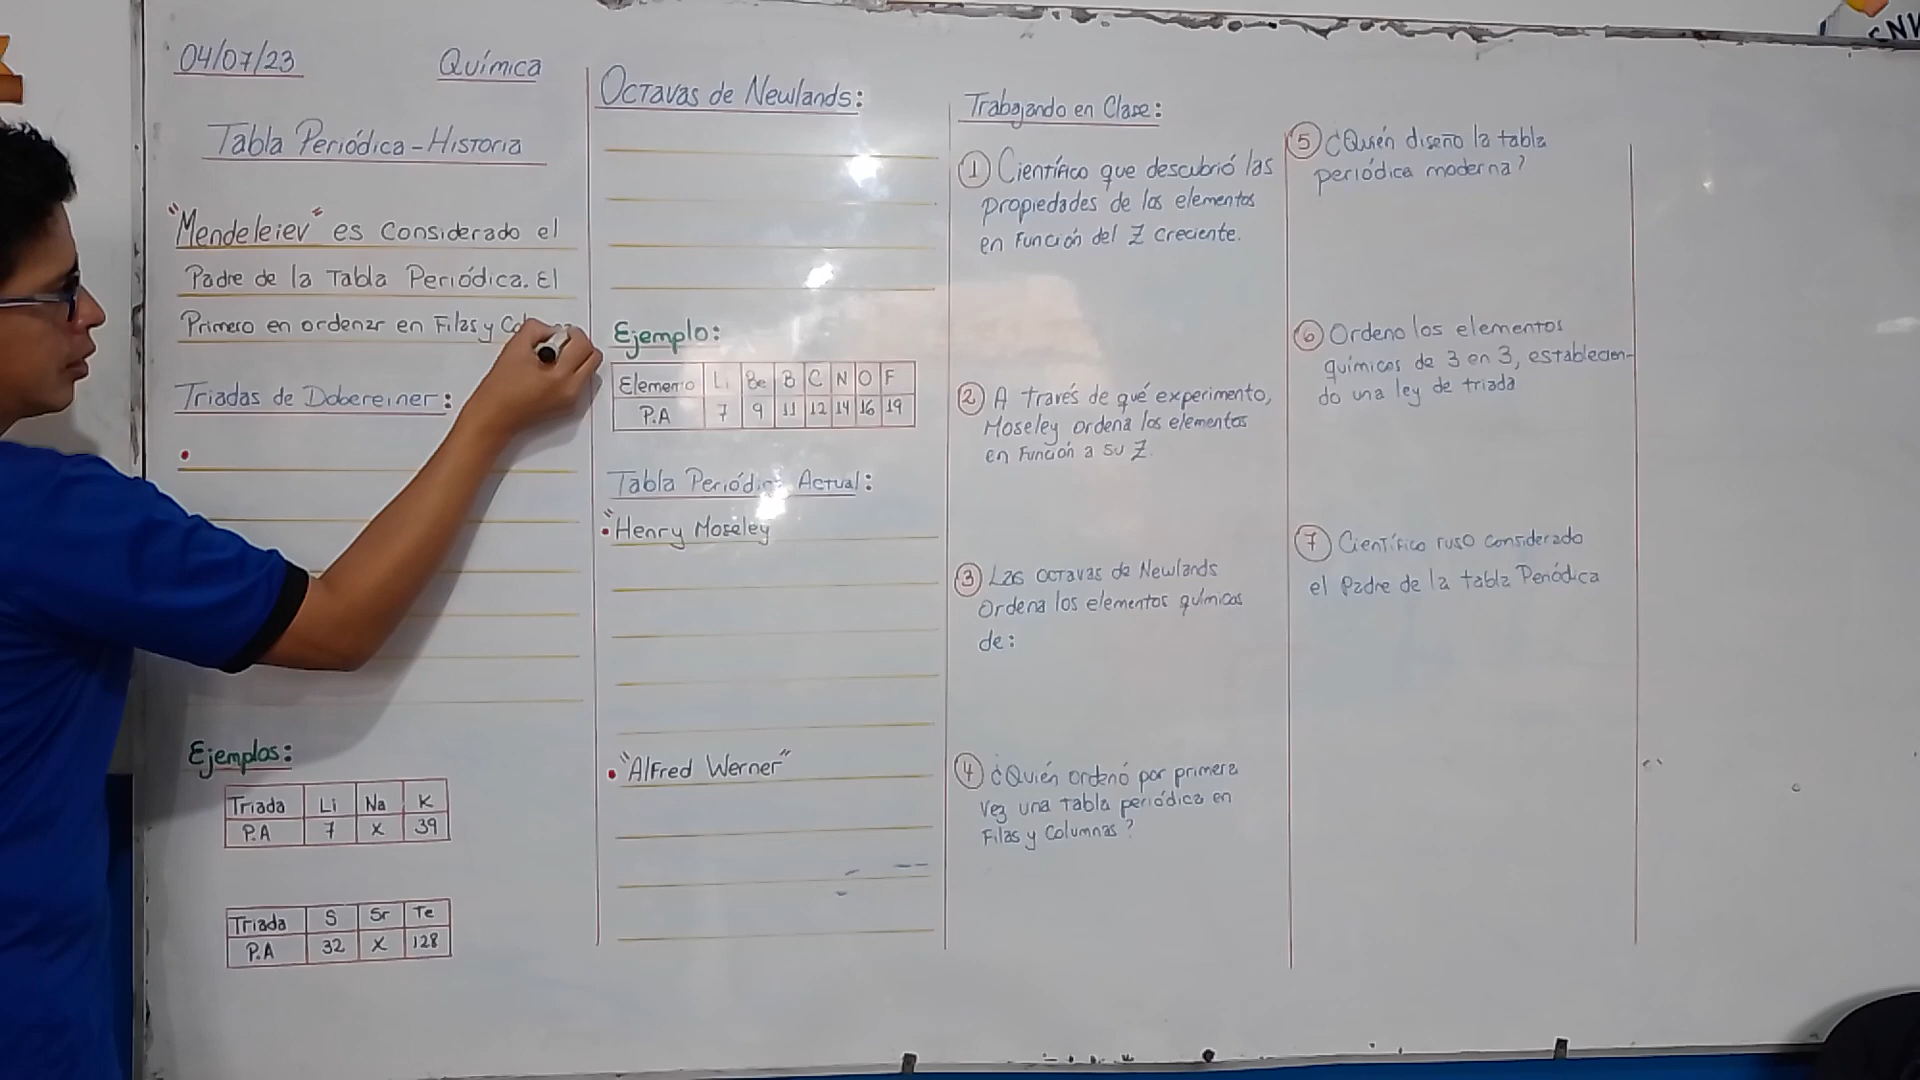 04/07/23 Química
Tabla Periódica - Historia
"Mendeleiev" es Considerado el
Padre de la Tabla Periódica. El
Primero en ordenar en Filas y
Triadas de Dobereiner:
Ejemplos:
Triada Li Na K
P.A 7 X 39
Triada S Sr Te
P.A 32 X 128
Octavas de Newlands:
Ejemplo:
Elemento Li Be B C N O F
P.A 7 9 11 12 14 16 19
Tabla Periódica Actual:
"Henry Moseley
"Alfred Werner"
Trabajando en Clase:
1 Científico que descubrió las
propiedades de los elementos
en Función del Z creciente.
2 A través de qué experimento,
Moseley ordena los elementos
en Función a su Z.
3 Las octavas de Newlands
Ordena los elementos químicos
de:
4 ¿Quién ordenó por primera
vez una tabla periódica en
Filas y Columnas?
5 ¿Quién diseño la tabla
periódica moderna?
6 Ordeno los elementos
químicos de 3 en 3, establecien-
do una ley de triada
7 Científico ruso considerado
el Padre de la tabla Periódica